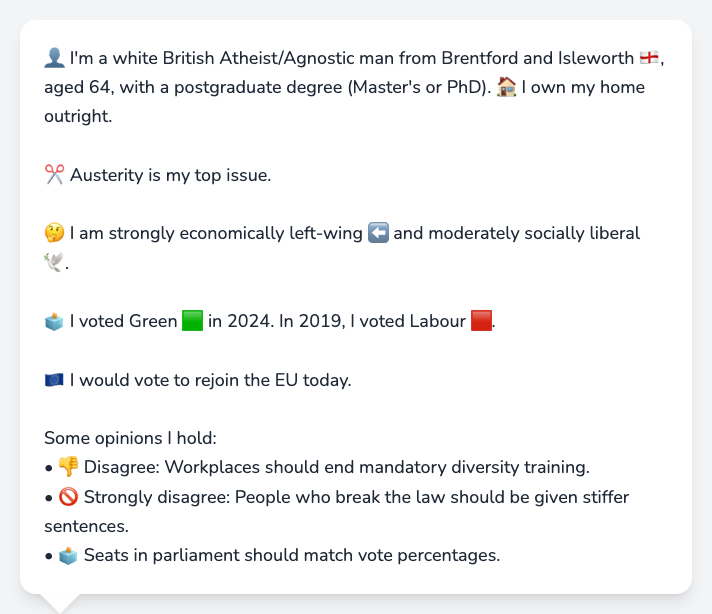 👤 I'm a white British Atheist/Agnostic man from Brentford and Isleworth 🏴󠁧󠁢󠁥󠁮󠁧󠁿,
aged 64, with a postgraduate degree (Master's or PhD). 🏠 I own my home
outright.
✂️ Austerity is my top issue.
🤔 I am strongly economically left-wing ⬅️ and moderately socially liberal
🕊️.
🗳️ I voted Green 🟩 in 2024. In 2019, I voted Labour 🟥.
🇪🇺 I would vote to rejoin the EU today.
Some opinions I hold:
• 👎 Disagree: Workplaces should end mandatory diversity training.
• 🚫 Strongly disagree: People who break the law should be given stiffer
sentences.
• 🗳️ Seats in parliament should match vote percentages.